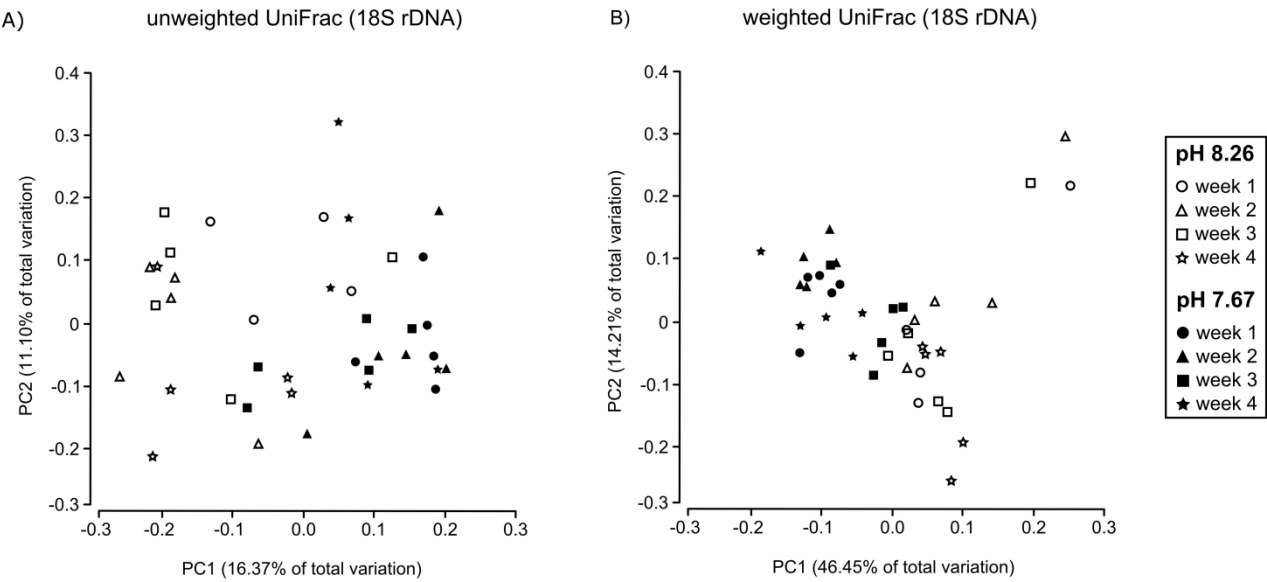 A)
unweighted UniFrac (18S rDNA)
0.4
0.3
0.2
0.1
0
-0.1
-0.2
-0.3
PC2 (11.10% of total variation)
-0.3 -0.2 -0.1 0.0 0.1 0.2 0.3
PC1 (16.37% of total variation)
B)
weighted UniFrac (18S rDNA)
0.4
0.3
0.2
0.1
0
-0.1
-0.2
-0.3
PC2 (14.21% of total variation)
-0.3 -0.2 -0.1 0.0 0.1 0.2 0.3
PC1 (46.45% of total variation)
pH 8.26
week 1
week 2
week 3
week 4
pH 7.67
week 1
week 2
week 3
week 4